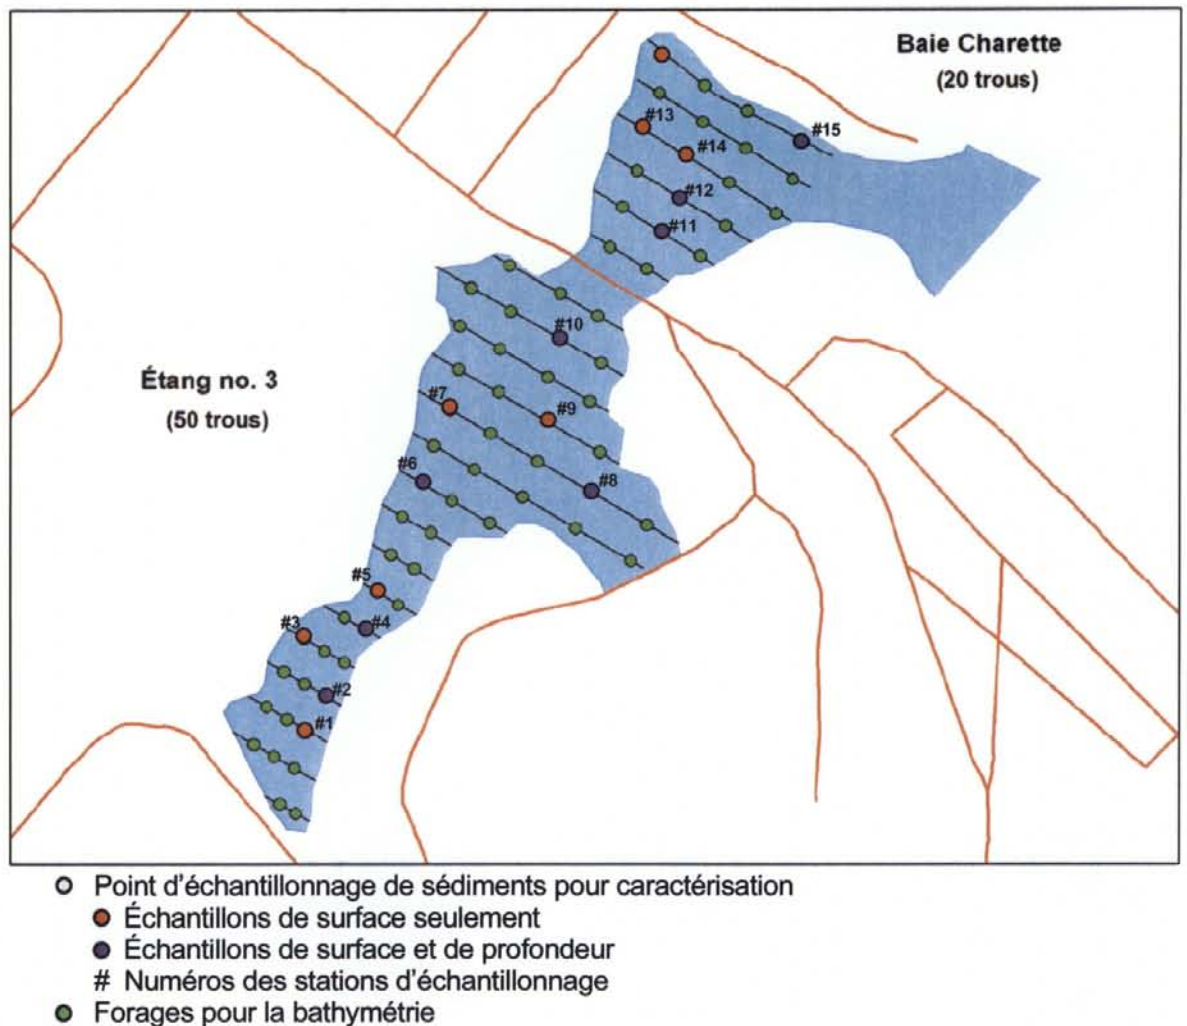 Baie Charette
(20 trous)
#13
#15
#14
#12
#11
#10
Étang no. 3
(50 trous)
#7
#9
#6
#8
#5
#3
#4
#2
#1
Point d'échantillonnage de sédiments pour caractérisation
Échantillons de surface seulement
Échantillons de surface et de profondeur
# Numéros des stations d'échantillonnage
Forages pour la bathymétrie